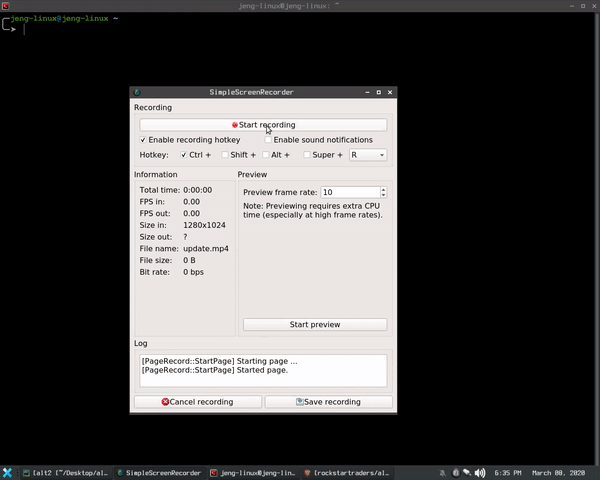 jeng-linux@jeng-linux: ~
jeng-linux@jeng-linux ~
SimpleScreenRecorder
Recording
Start recording
Enable recording hotkey
Enable sound notifications
Hotkey: Ctrl + Shift + Alt + Super + R
Information
Total time: 0:00:00
FPS in: 0.00
FPS out: 0.00
Size in: 1280x1024
Size out: ?
File name: update.mp4
File size: 0 B
Bit rate: 0 bps
Preview
Preview frame rate: 10
Note: Previewing requires extra CPU
time (especially at high frame rates).
Start preview
Log
[PageRecord::StartPage] Starting page ...
[PageRecord::StartPage] Started page.
Cancel recording
Save recording
[alt2 [~/Desktop/al...
SimpleScreenRecorder
jeng-linux@jeng-lin...
(rockstartraders/al...
6:35 PM
March 08, 2020